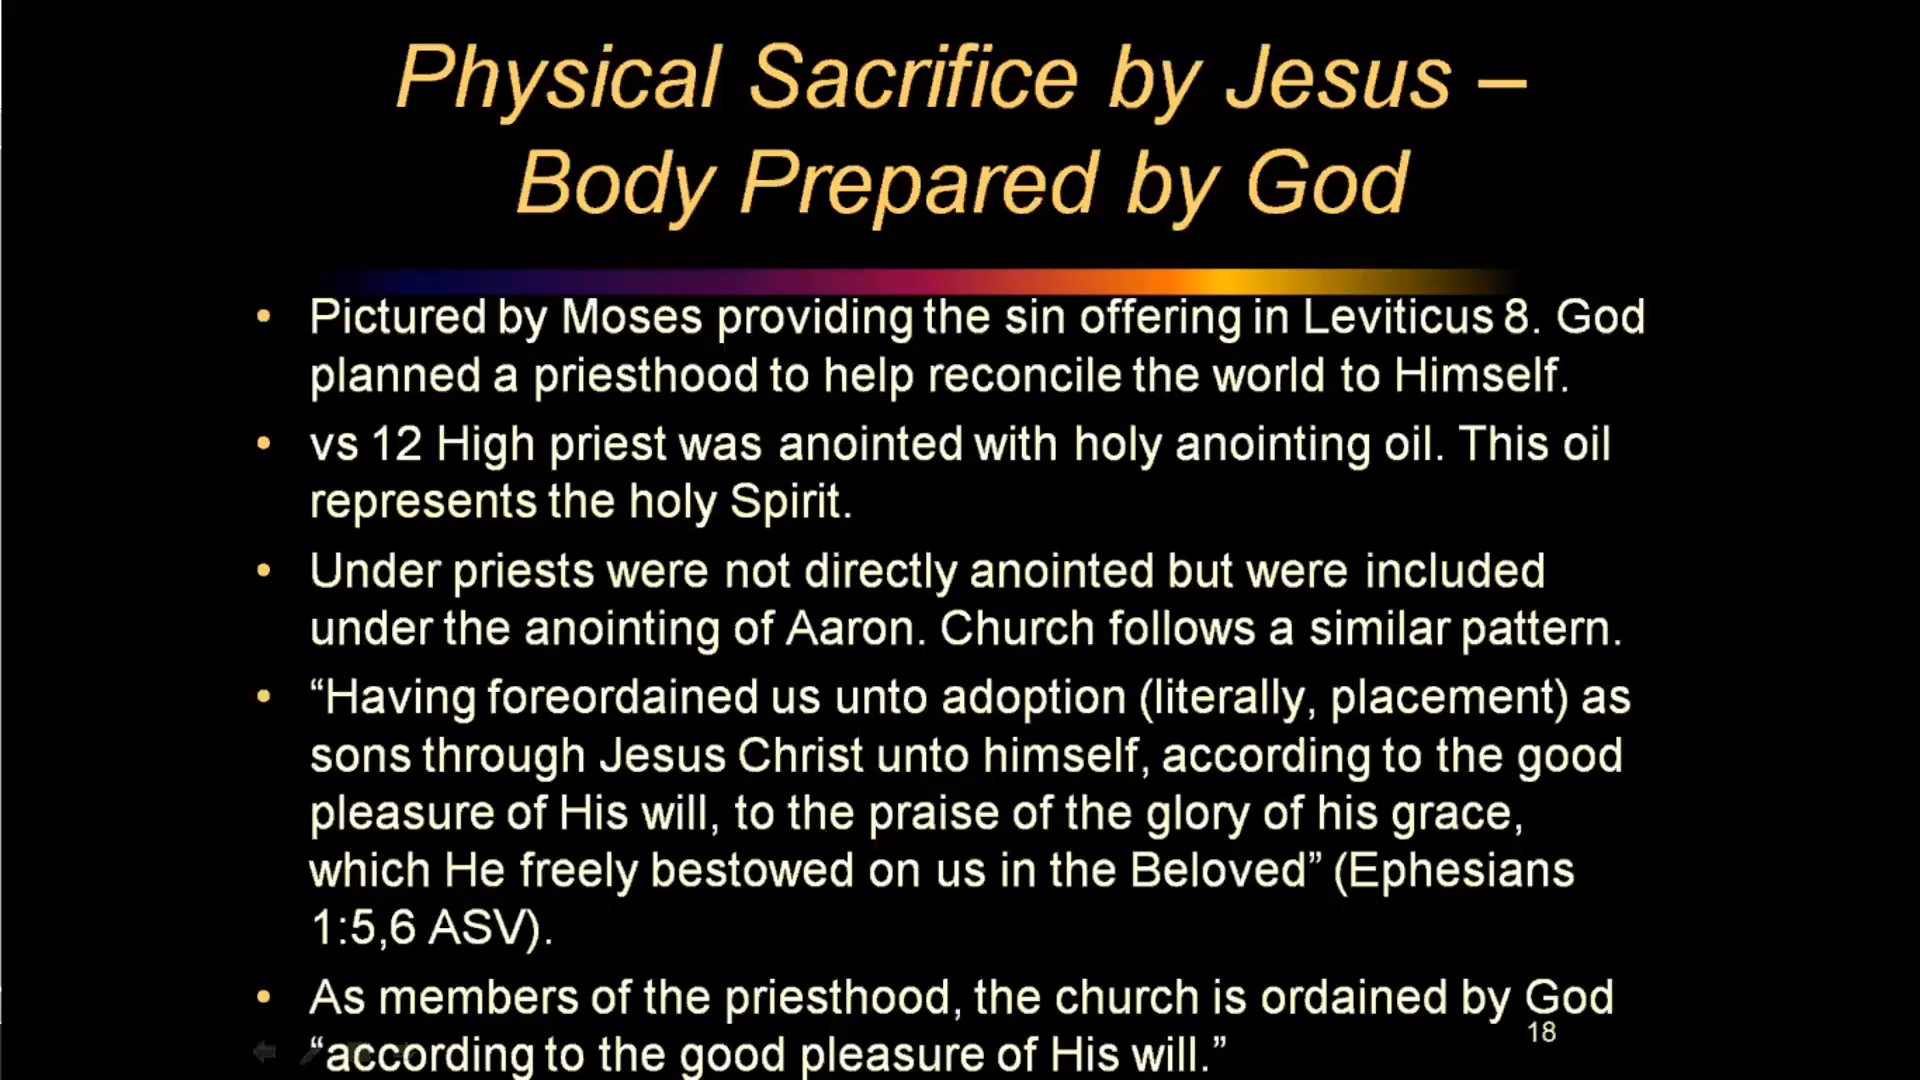 Physical Sacrifice by Jesus –
Body Prepared by God
• Pictured by Moses providing the sin offering in Leviticus 8. God
planned a priesthood to help reconcile the world to Himself.
• vs 12 High priest was anointed with holy anointing oil. This oil
represents the holy Spirit.
• Under priests were not directly anointed but were included
under the anointing of Aaron. Church follows a similar pattern.
• “Having foreordained us unto adoption (literally, placement) as
sons through Jesus Christ unto himself, according to the good
pleasure of His will, to the praise of the glory of his grace,
which He freely bestowed on us in the Beloved” (Ephesians
1:5,6 ASV).
• As members of the priesthood, the church is ordained by God
“according to the good pleasure of His will.”
18